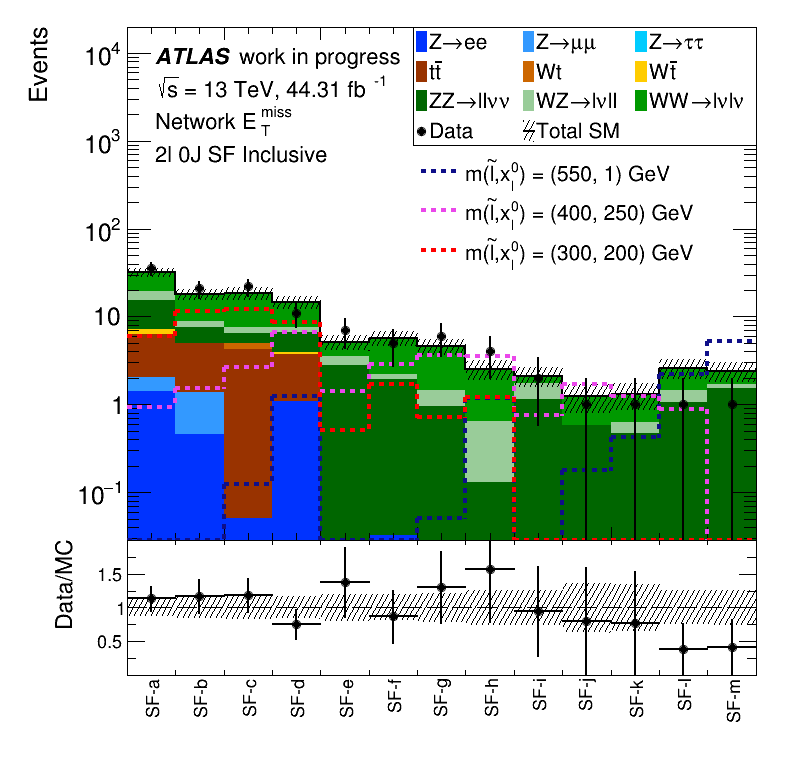 Events
10⁴
10³
10²
10
1
10⁻¹
ATLAS work in progress
√s = 13 TeV, 44.31 fb⁻¹
Network E_T^miss
2l 0J SF Inclusive
Z→ee Z→μμ Z→ττ
tt̄ Wt Wt̄
ZZ→llνν WZ→lνll WW→lνlν
Data Total SM
m(l̃,x⁰ₗ) = (550, 1) GeV
m(l̃,x⁰ₗ) = (400, 250) GeV
m(l̃,x⁰ₗ) = (300, 200) GeV
Data/MC
1.5
1
0.5
SF-a SF-b SF-c SF-d SF-e SF-f SF-g SF-h SF-i SF-j SF-k SF-l SF-m